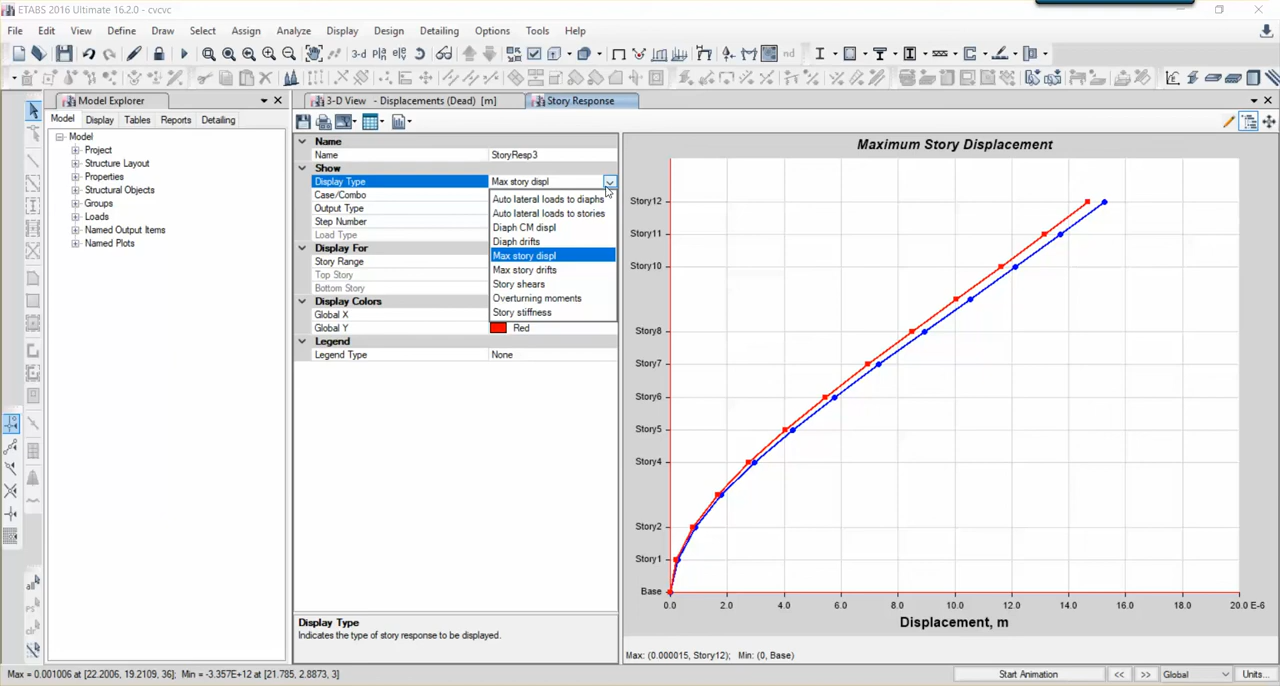 ETABS 2016 Ultimate 16.2.0 - cvcvc
File Edit View Define Draw Select Assign Analyze Display Design Detailing Options Tools Help
3-d Plan elev nd
Model Explorer
3-D View - Displacements (Dead) [m]
Story Response
Model Display Tables Reports Detailing
Model
Project
Structure Layout
Properties
Structural Objects
Groups
Loads
Named Output Items
Named Plots
Name
Name StoryResp3
Show
Display Type Max story displ
Case/Combo
Output Type
Step Number
Load Type
Display For
Story Range
Top Story
Bottom Story
Display Colors
Global X
Global Y Red
Legend
Legend Type None
Auto lateral loads to diaphs
Auto lateral loads to stories
Diaph CM displ
Diaph drifts
Max story displ
Max story drifts
Story shears
Overturning moments
Story stiffness
Display Type
Indicates the type of story response to be displayed.
Maximum Story Displacement
Story12
Story11
Story10
Story8
Story7
Story6
Story5
Story4
Story2
Story1
Base
0.0 2.0 4.0 6.0 8.0 10.0 12.0 14.0 16.0 18.0 20.0 E-6
Displacement, m
Max: (0.000015, Story12); Min: (0, Base)
all
ps
clr
Max = 0.001006 at [22.2006, 19.2109, 36]; Min = -3.357E+12 at [21.785, 2.8873, 3]
Start Animation << >> Global Units...